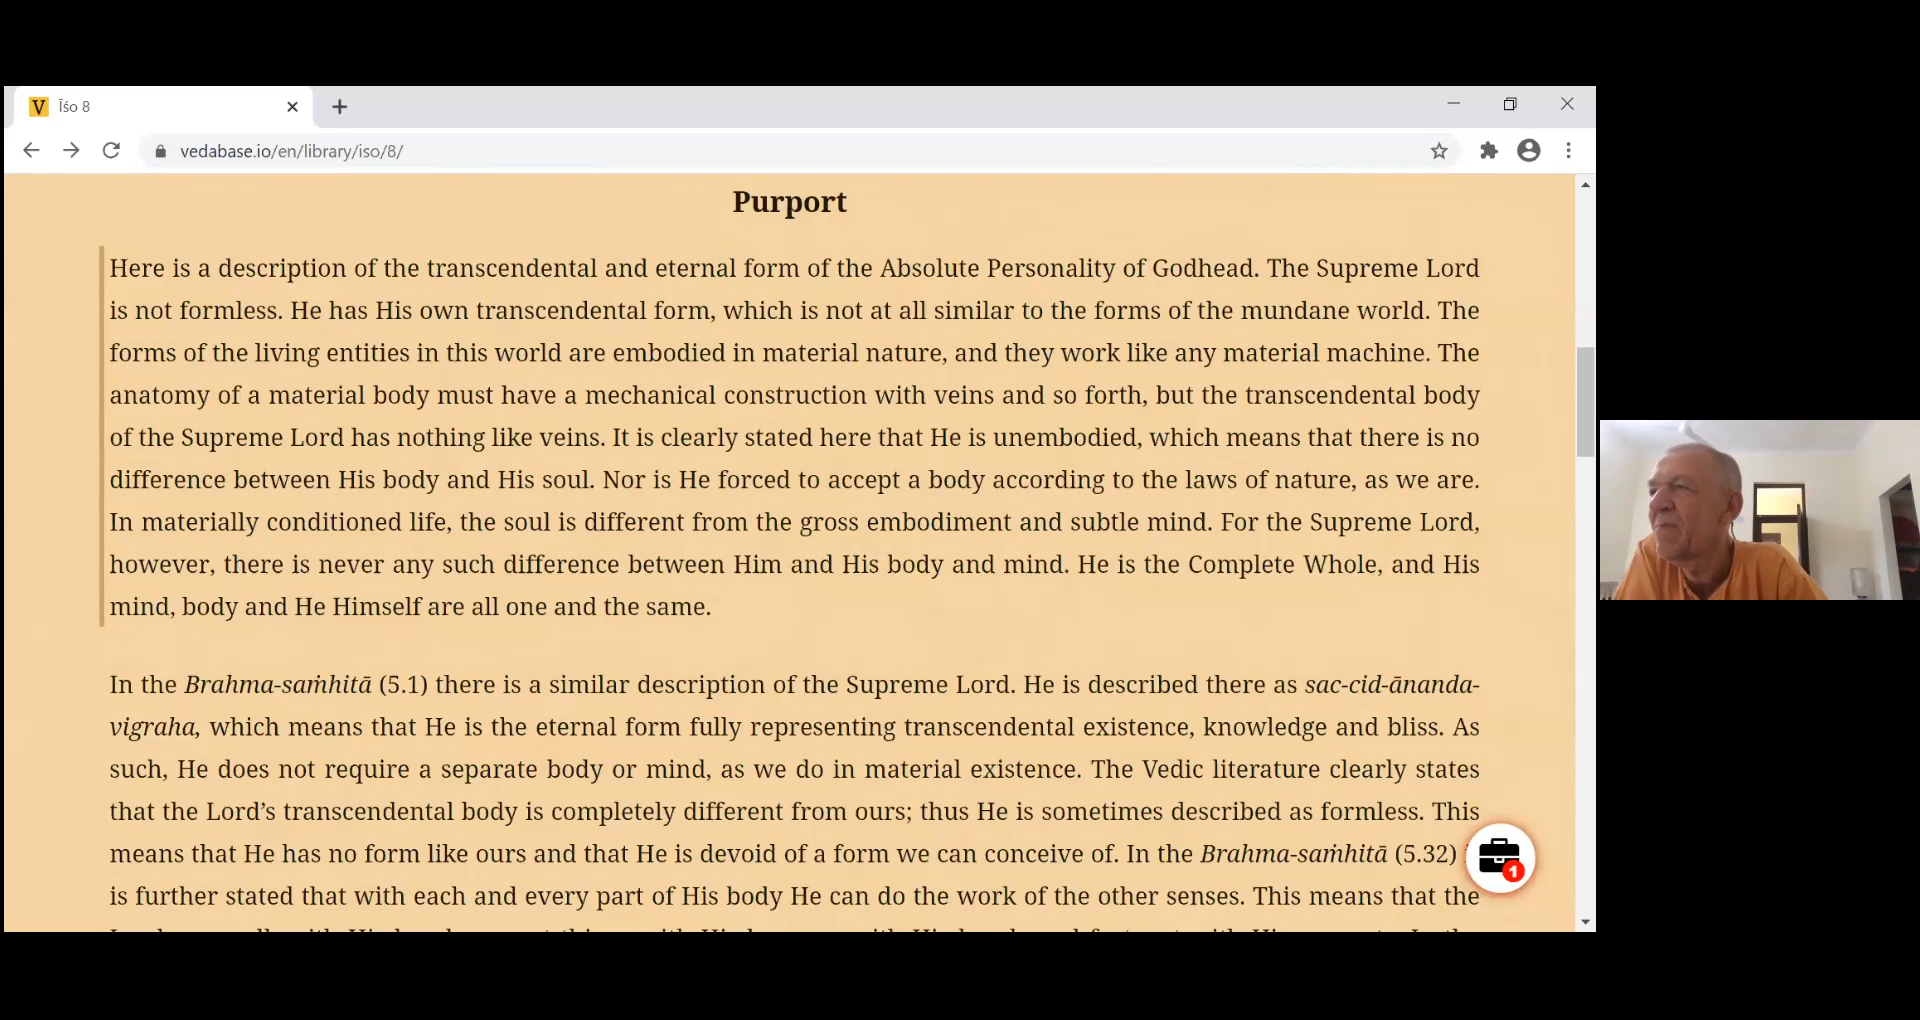 Īśo 8
vedabase.io/en/library/iso/8/
Purport
Here is a description of the transcendental and eternal form of the Absolute Personality of Godhead. The Supreme Lord
is not formless. He has His own transcendental form, which is not at all similar to the forms of the mundane world. The
forms of the living entities in this world are embodied in material nature, and they work like any material machine. The
anatomy of a material body must have a mechanical construction with veins and so forth, but the transcendental body
of the Supreme Lord has nothing like veins. It is clearly stated here that He is unembodied, which means that there is no
difference between His body and His soul. Nor is He forced to accept a body according to the laws of nature, as we are.
In materially conditioned life, the soul is different from the gross embodiment and subtle mind. For the Supreme Lord,
however, there is never any such difference between Him and His body and mind. He is the Complete Whole, and His
mind, body and He Himself are all one and the same.
In the Brahma-saṁhitā (5.1) there is a similar description of the Supreme Lord. He is described there as sac-cid-ānanda-
vigraha, which means that He is the eternal form fully representing transcendental existence, knowledge and bliss. As
such, He does not require a separate body or mind, as we do in material existence. The Vedic literature clearly states
that the Lord’s transcendental body is completely different from ours; thus He is sometimes described as formless. This
means that He has no form like ours and that He is devoid of a form we can conceive of. In the Brahma-saṁhitā (5.32)
is further stated that with each and every part of His body He can do the work of the other senses. This means that the
1